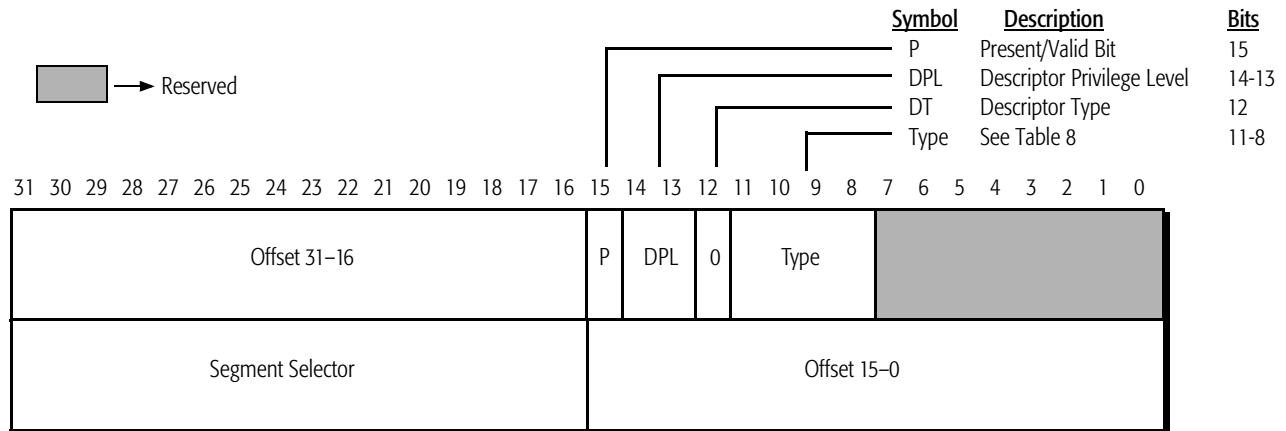 Symbol Description Bits
P Present/Valid Bit 15
DPL Descriptor Privilege Level 14-13
DT Descriptor Type 12
Type See Table 8 11-8
Reserved
31 30 29 28 27 26 25 24 23 22 21 20 19 18 17 16 15 14 13 12 11 10 9 8 7 6 5 4 3 2 1 0
Offset 31–16 P DPL 0 Type
Segment Selector Offset 15–0